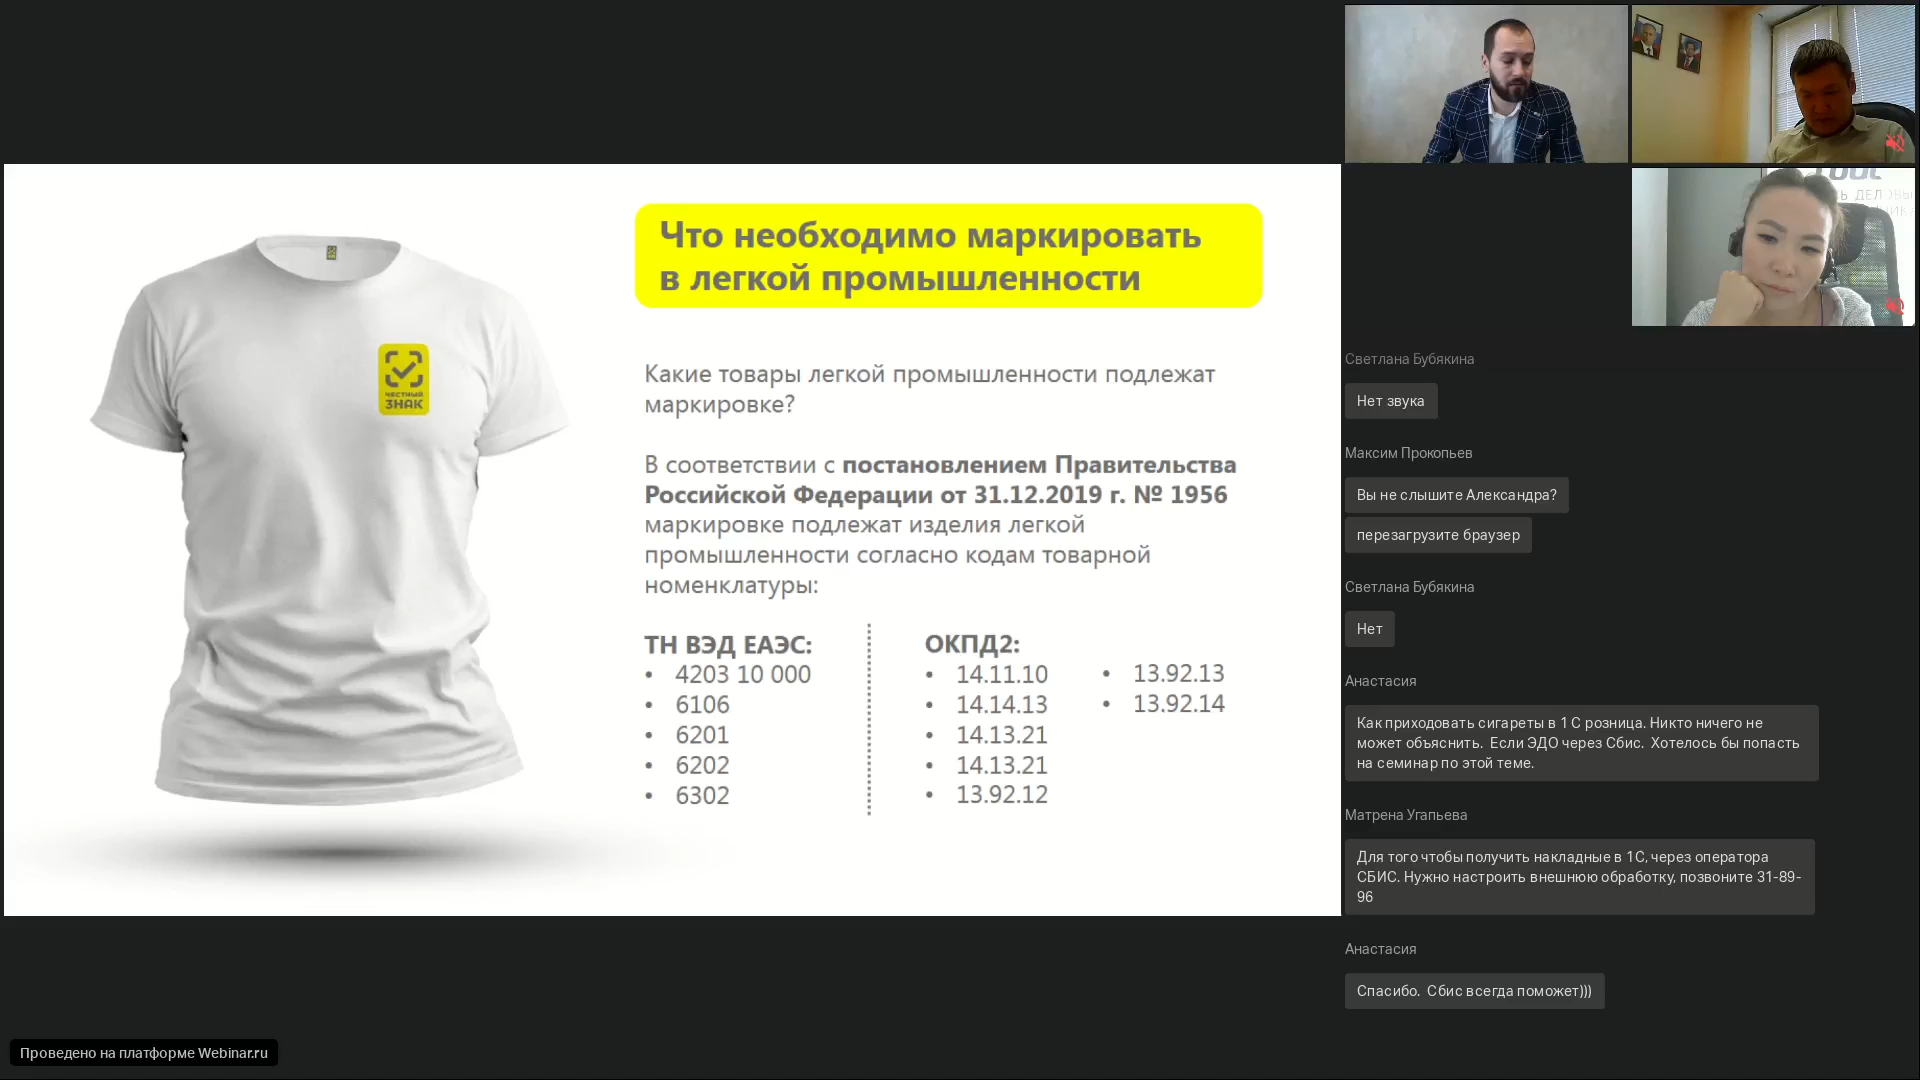 Что необходимо маркировать
в легкой промышленности
ЧЕСТНЫЙ
ЗНАК
Какие товары легкой промышленности подлежат
маркировке?
В соответствии с постановлением Правительства
Российской Федерации от 31.12.2019 г. № 1956
маркировке подлежат изделия легкой
промышленности согласно кодам товарной
номенклатуры:
ТН ВЭД ЕАЭС:
• 4203 10 000
• 6106
• 6201
• 6202
• 6302
ОКПД2:
• 14.11.10
• 14.14.13
• 14.13.21
• 14.13.21
• 13.92.12
• 13.92.13
• 13.92.14
Светлана Бубякина
Нет звука
Максим Прокопьев
Вы не слышите Александра?
перезагрузите браузер
Светлана Бубякина
Нет
Анастасия
Как приходовать сигареты в 1 С розница. Никто ничего не
может объяснить. Если ЭДО через Сбис. Хотелось бы попасть
на семинар по этой теме.
Матрена Угапьева
Для того чтобы получить накладные в 1С, через оператора
СБИС. Нужно настроить внешнюю обработку, позвоните 31-89-
96
Анастасия
Спасибо. Сбис всегда поможет)))
Проведено на платформе Webinar.ru